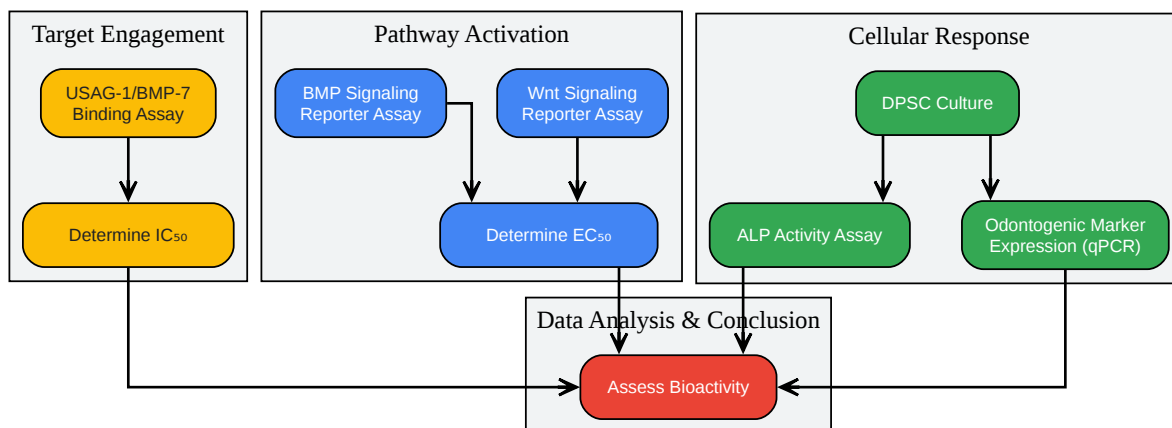 Target Engagement
USAG-1/BMP-7
Binding Assay
Determine IC₅₀
Pathway Activation
BMP Signaling
Reporter Assay
Wnt Signaling
Reporter Assay
Determine EC₅₀
Cellular Response
DPSC Culture
ALP Activity Assay
Odontogenic Marker
Expression (qPCR)
Data Analysis & Conclusion
Assess Bioactivity